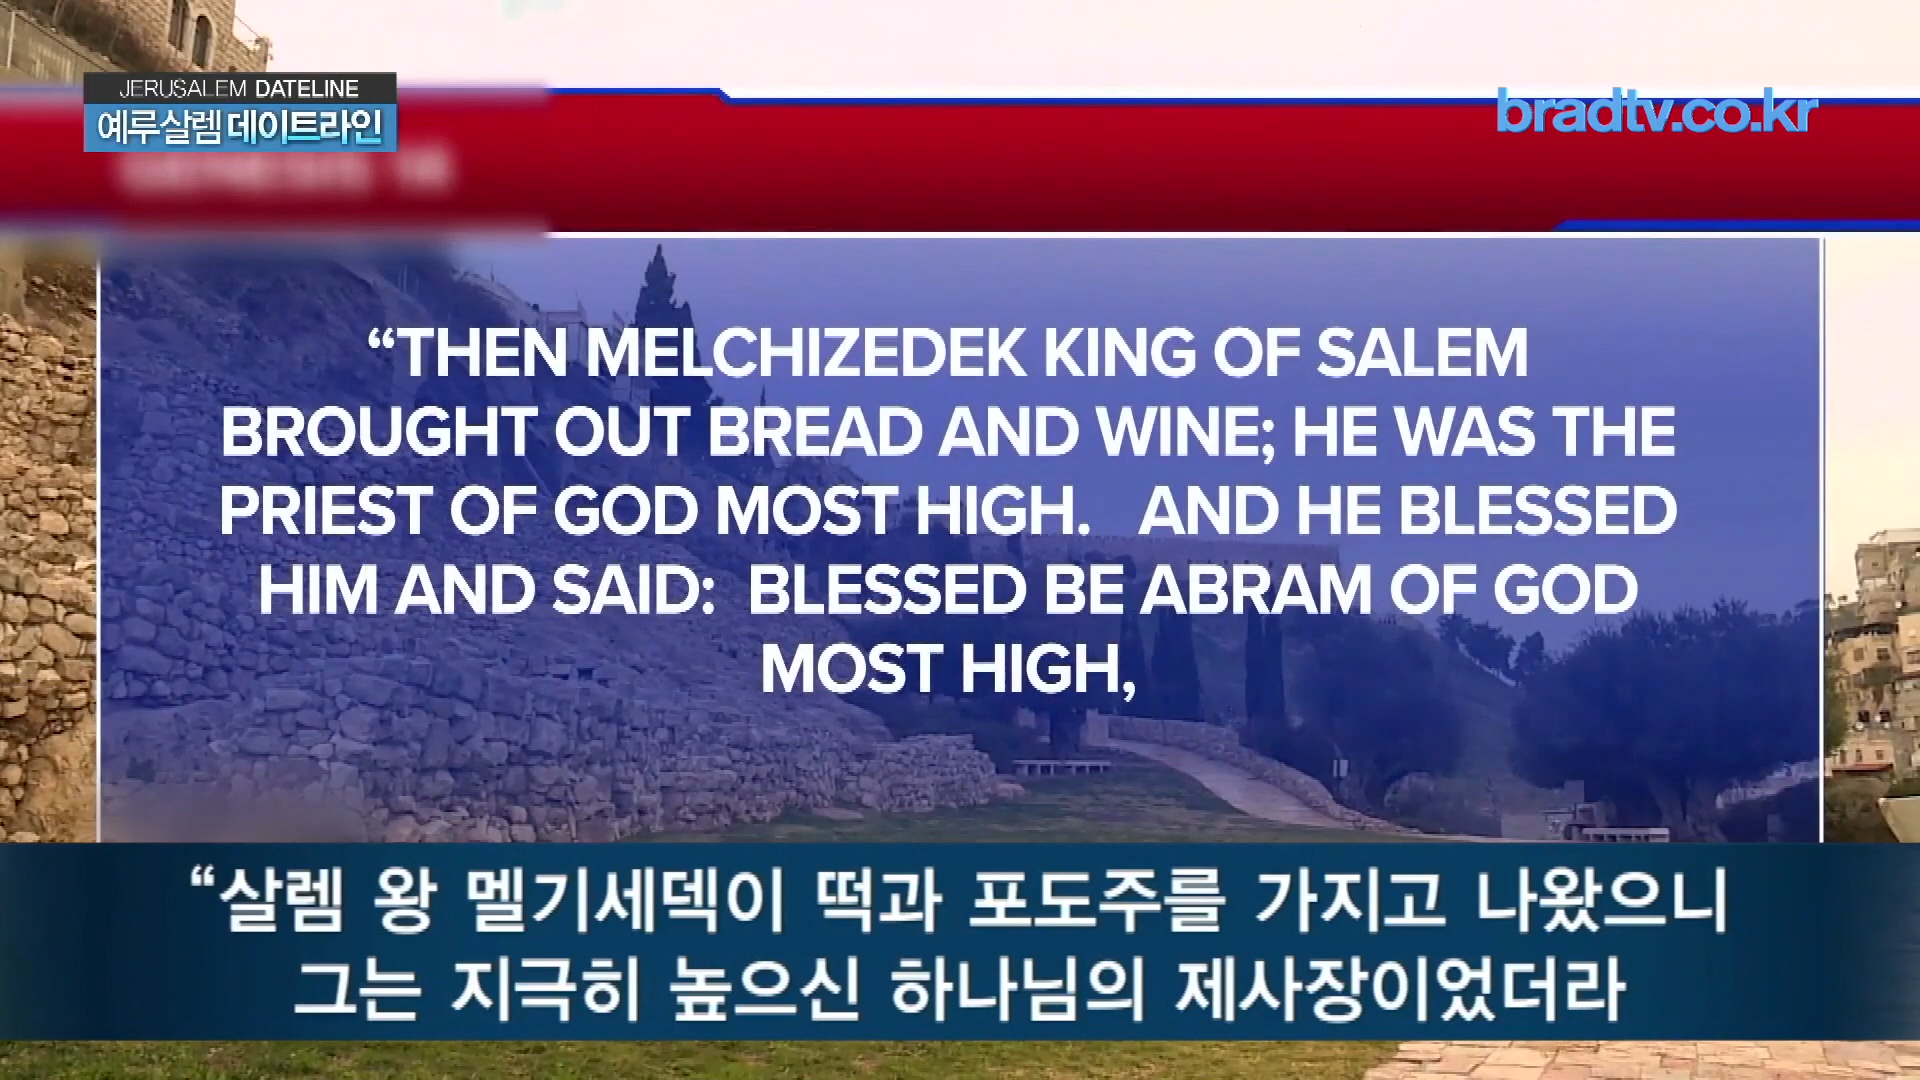 JERUSALEM DATELINE
예루살렘 데이트라인
bradtv.co.kr
“THEN MELCHIZEDEK KING OF SALEM
BROUGHT OUT BREAD AND WINE; HE WAS THE
PRIEST OF GOD MOST HIGH. AND HE BLESSED
HIM AND SAID: BLESSED BE ABRAM OF GOD
MOST HIGH,
“살렘 왕 멜기세덱이 떡과 포도주를 가지고 나왔으니
그는 지극히 높으신 하나님의 제사장이었더라